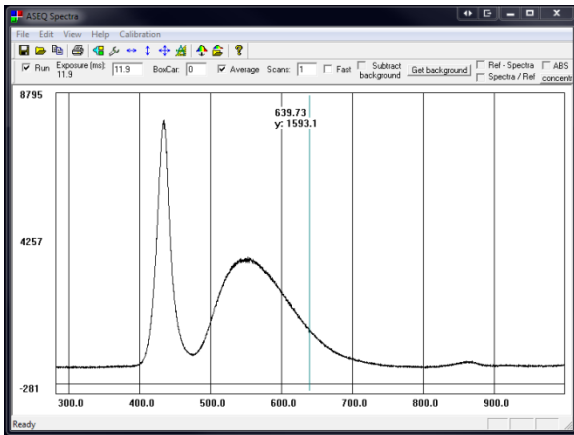 ASEQ Spectra
File Edit View Help Calibration
Run Exposure (ms): 11.9 11.9 BoxCar: 0 Average Scans: 1 Fast Subtract background Get background Ref - Spectra Spectra / Ref ABS concentr
8795
639.73
y: 1593.1
4257
-281
300.0 400.0 500.0 600.0 700.0 800.0 900.0
Ready